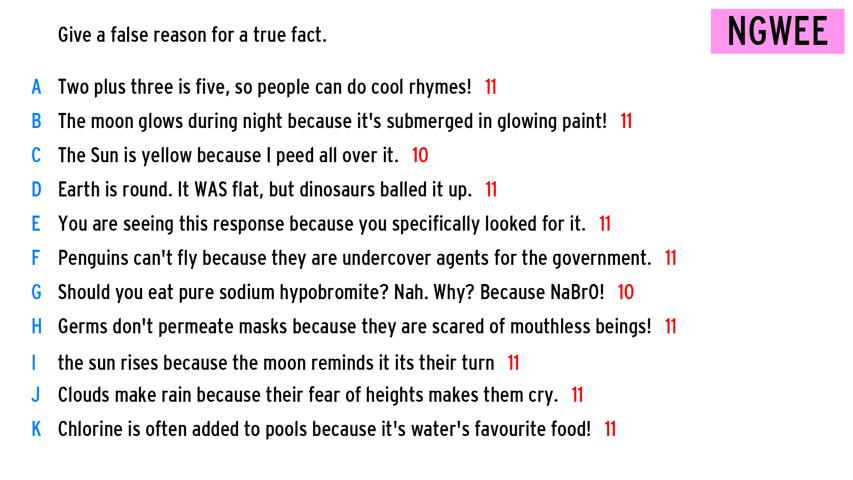 Give a false reason for a true fact.
NGWEE
A Two plus three is five, so people can do cool rhymes! 11
B The moon glows during night because it's submerged in glowing paint! 11
C The Sun is yellow because I peed all over it. 10
D Earth is round. It WAS flat, but dinosaurs balled it up. 11
E You are seeing this response because you specifically looked for it. 11
F Penguins can't fly because they are undercover agents for the government. 11
G Should you eat pure sodium hypobromite? Nah. Why? Because NaBrO! 10
H Germs don't permeate masks because they are scared of mouthless beings! 11
I the sun rises because the moon reminds it its their turn 11
J Clouds make rain because their fear of heights makes them cry. 11
K Chlorine is often added to pools because it's water's favourite food! 11